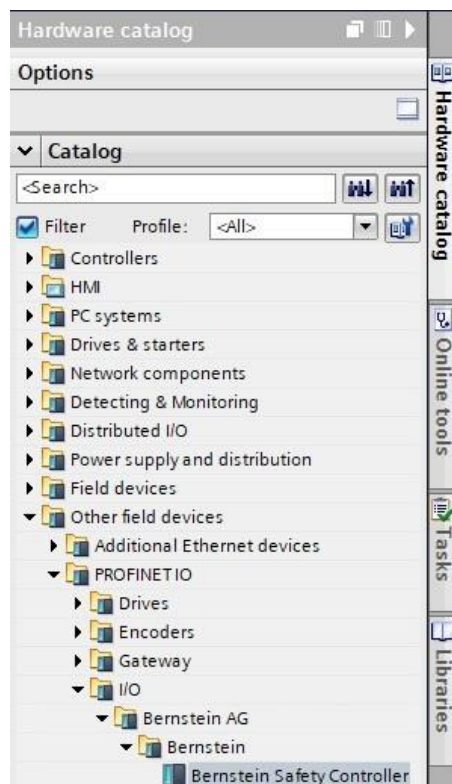 Hardware catalog
Options
Catalog
<Search>
Filter Profile: <All>
Controllers
HMI
PC systems
Drives & starters
Network components
Detecting & Monitoring
Distributed I/O
Power supply and distribution
Field devices
Other field devices
Additional Ethernet devices
PROFINET IO
Drives
Encoders
Gateway
I/O
Bernstein AG
Bernstein
Bernstein Safety Controller
Hardware catalog
Online tools
Tasks
Libraries